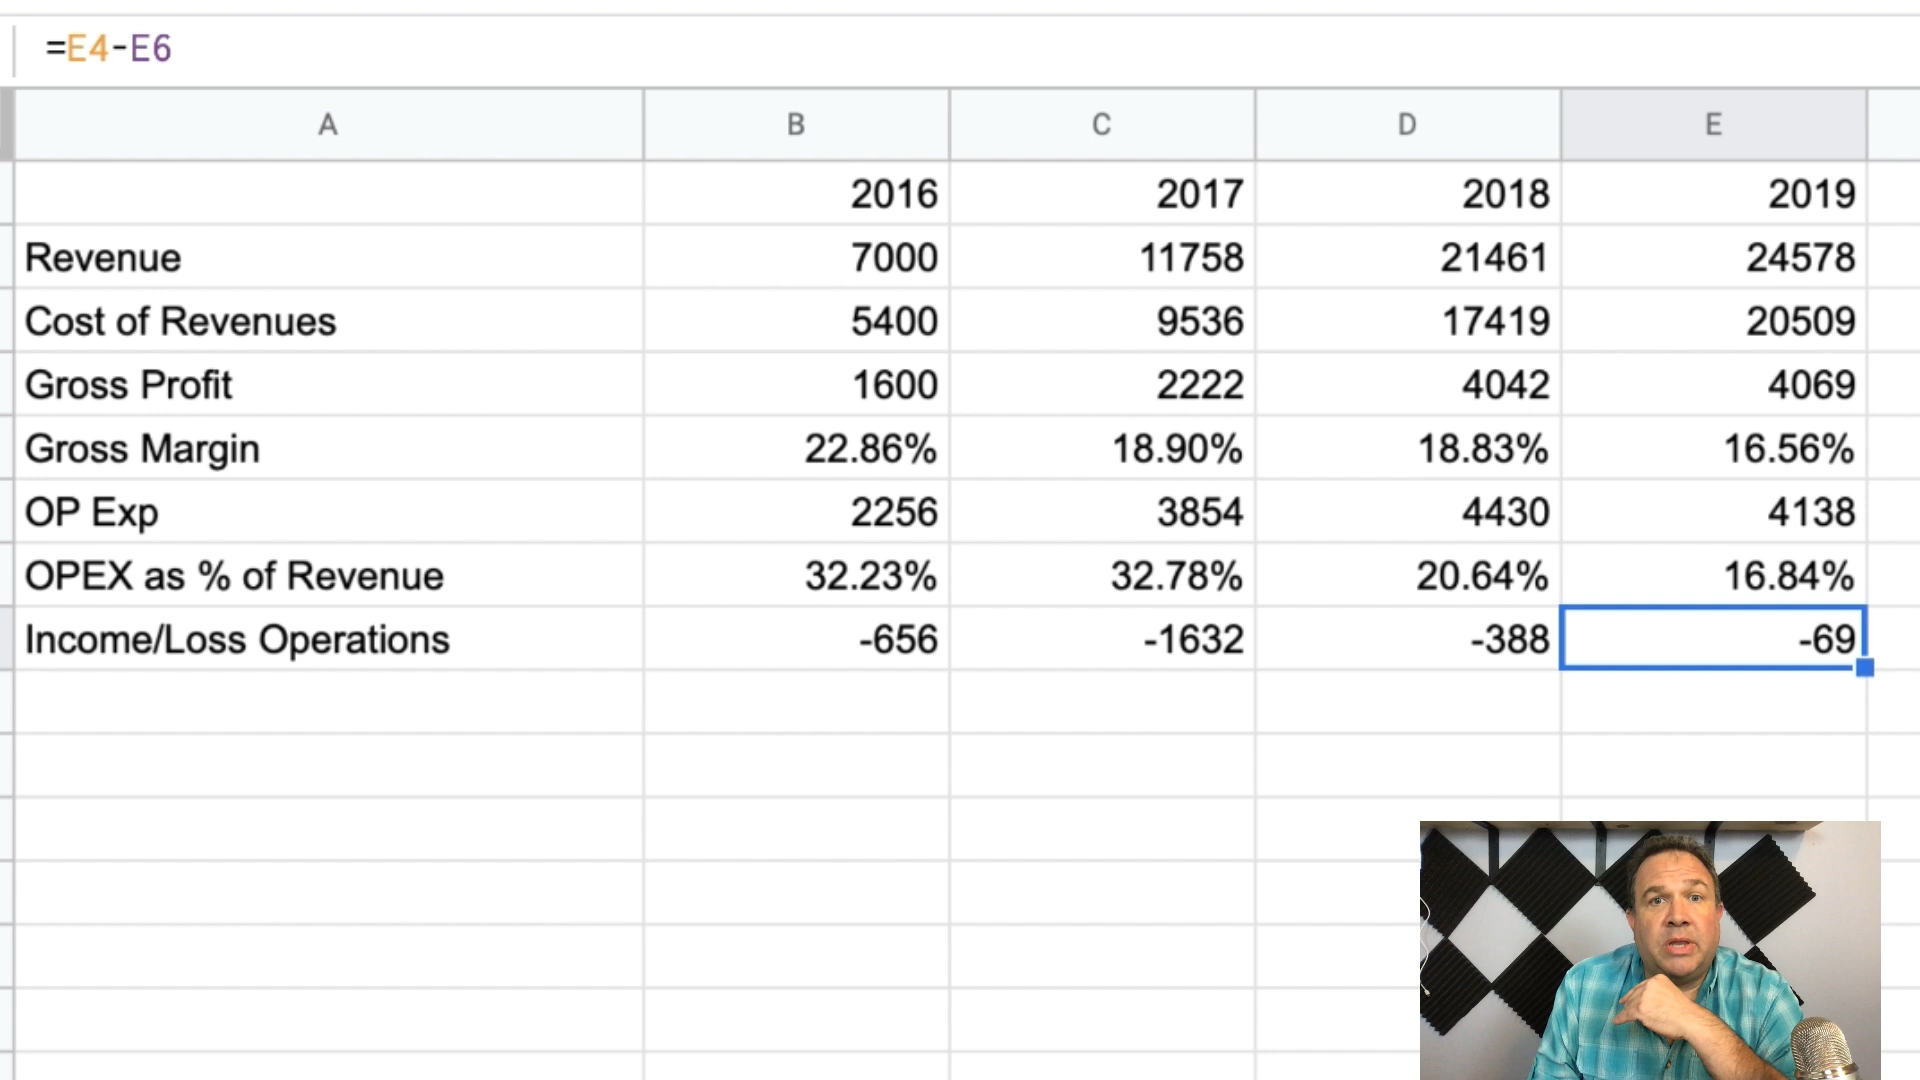 =E4-E6
A B C D E
2016 2017 2018 2019
Revenue 7000 11758 21461 24578
Cost of Revenues 5400 9536 17419 20509
Gross Profit 1600 2222 4042 4069
Gross Margin 22.86% 18.90% 18.83% 16.56%
OP Exp 2256 3854 4430 4138
OPEX as % of Revenue 32.23% 32.78% 20.64% 16.84%
Income/Loss Operations -656 -1632 -388 -69